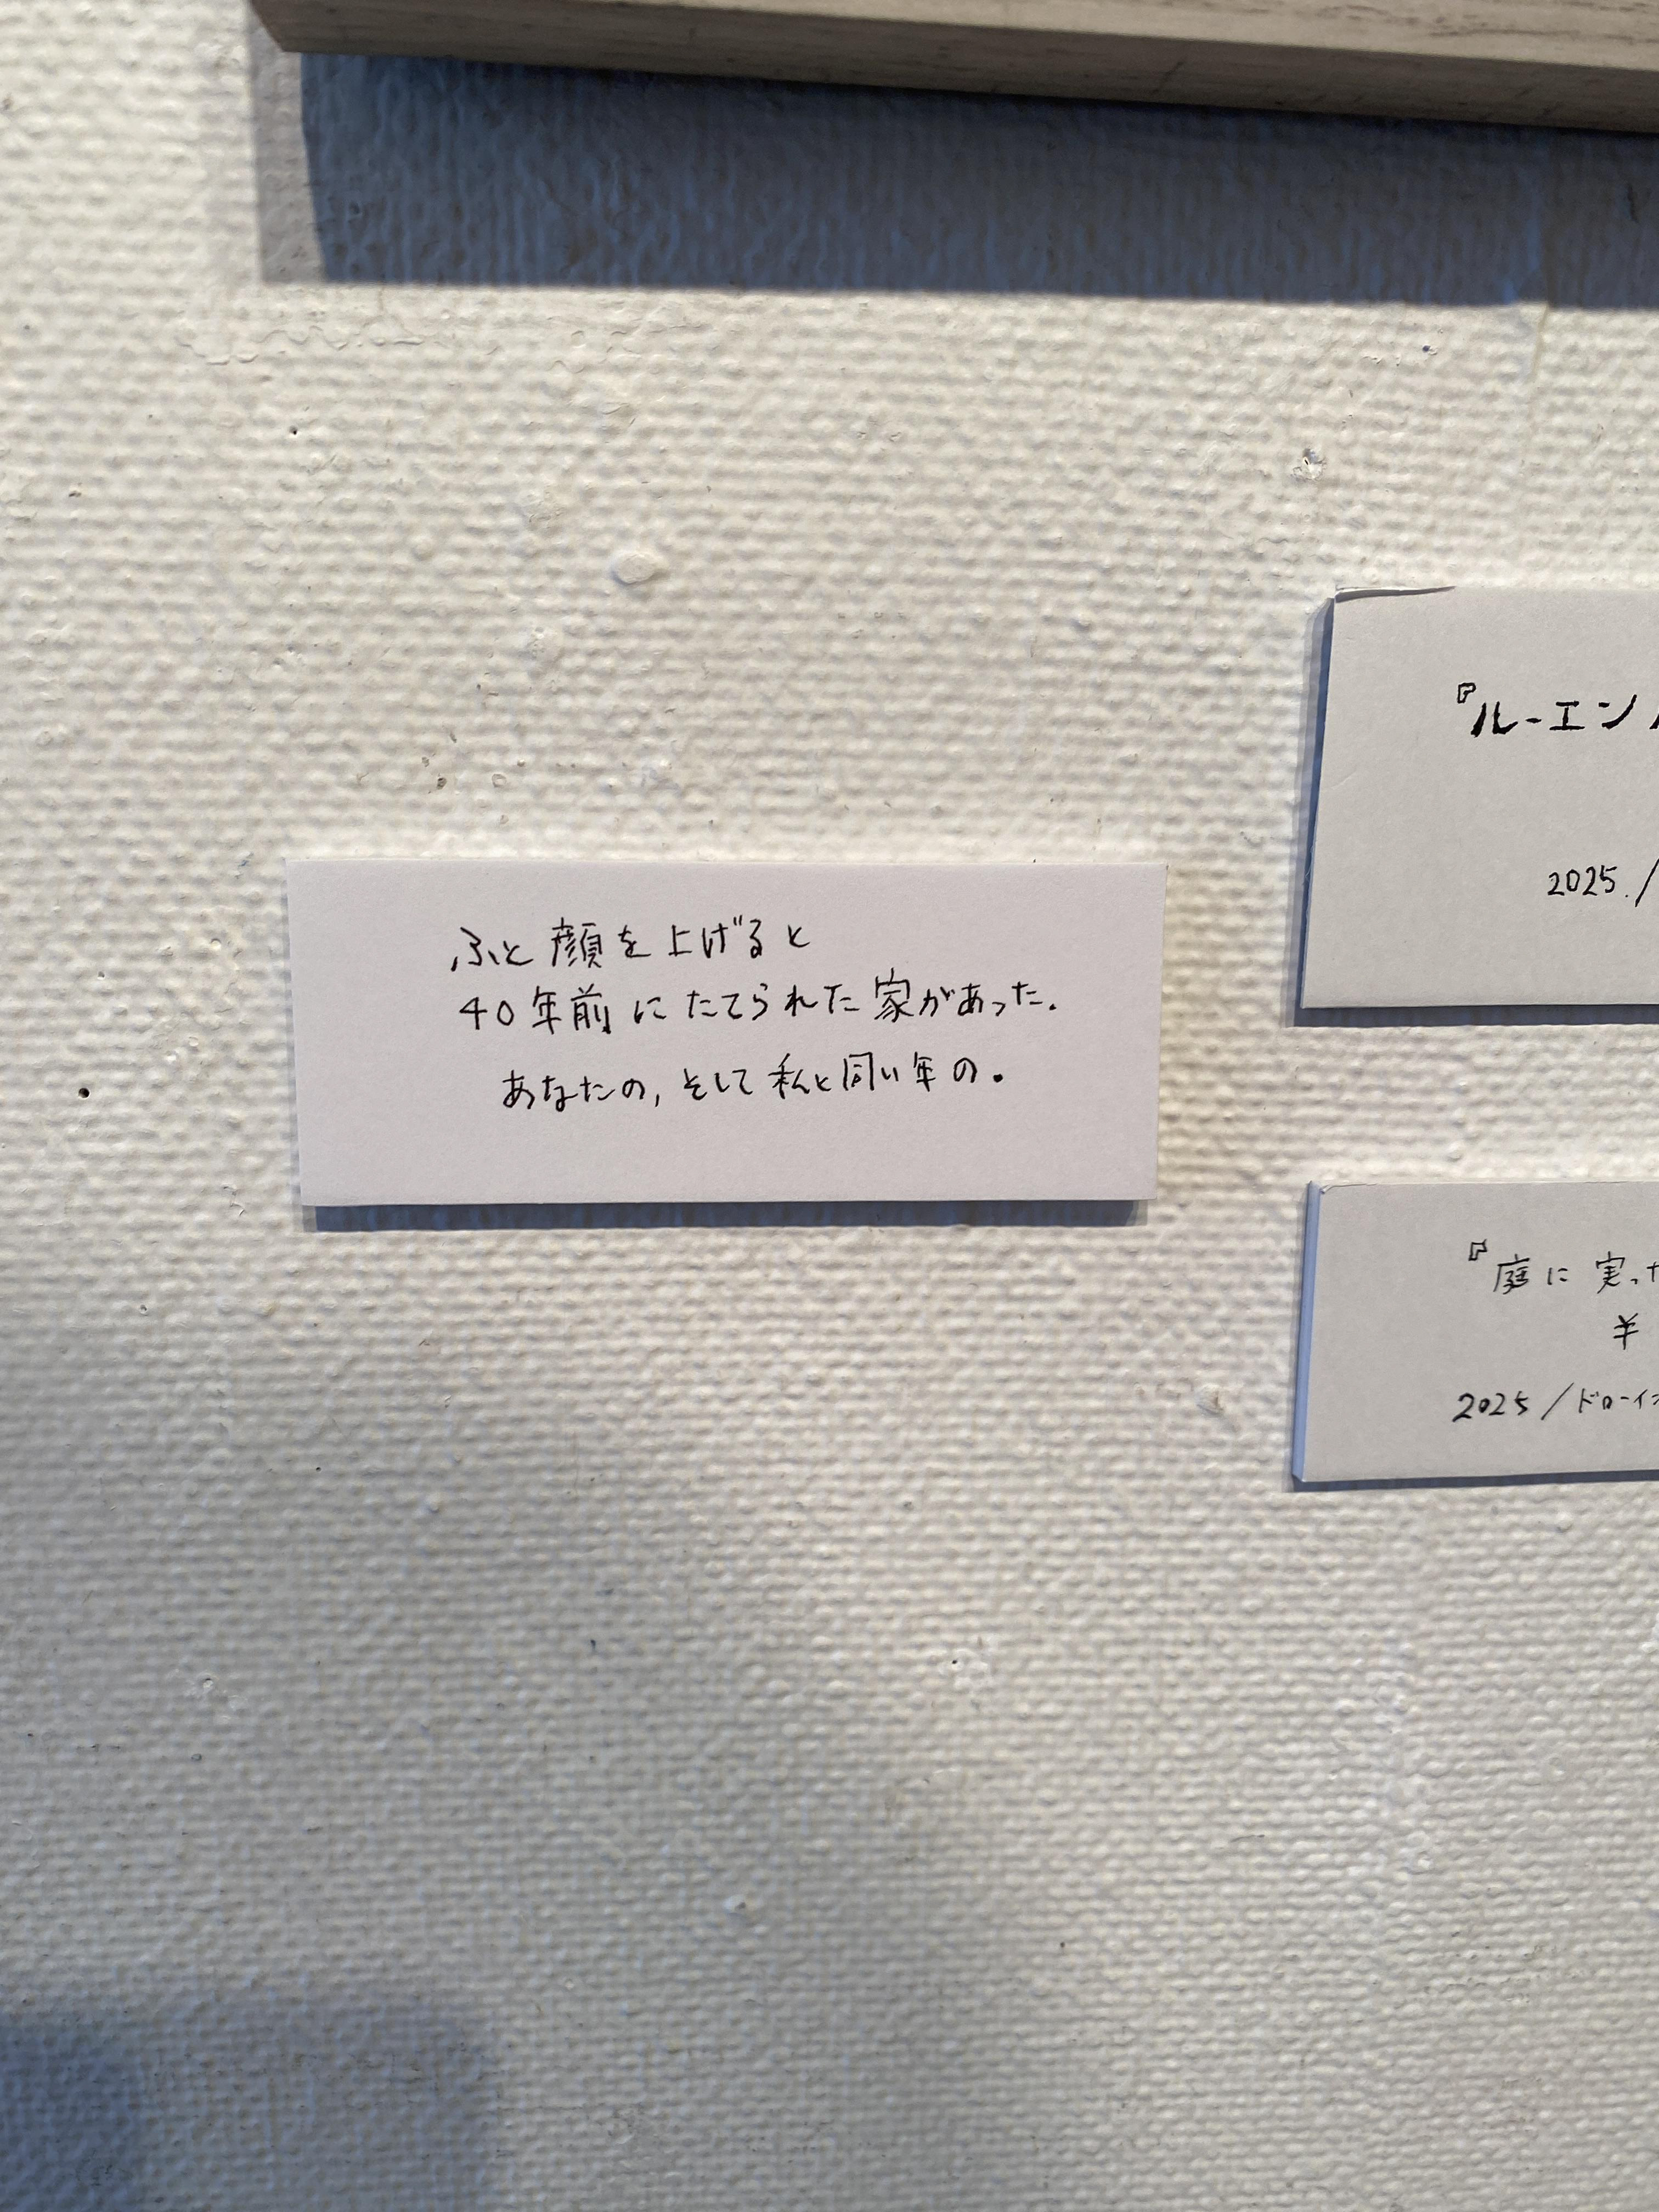 ふと顔を上げると
40年前にたてられた家があった.
あなたの,そして私と同い年の.
『ルーエン
2025./
『庭に実っ
¥
2025/ドローイン